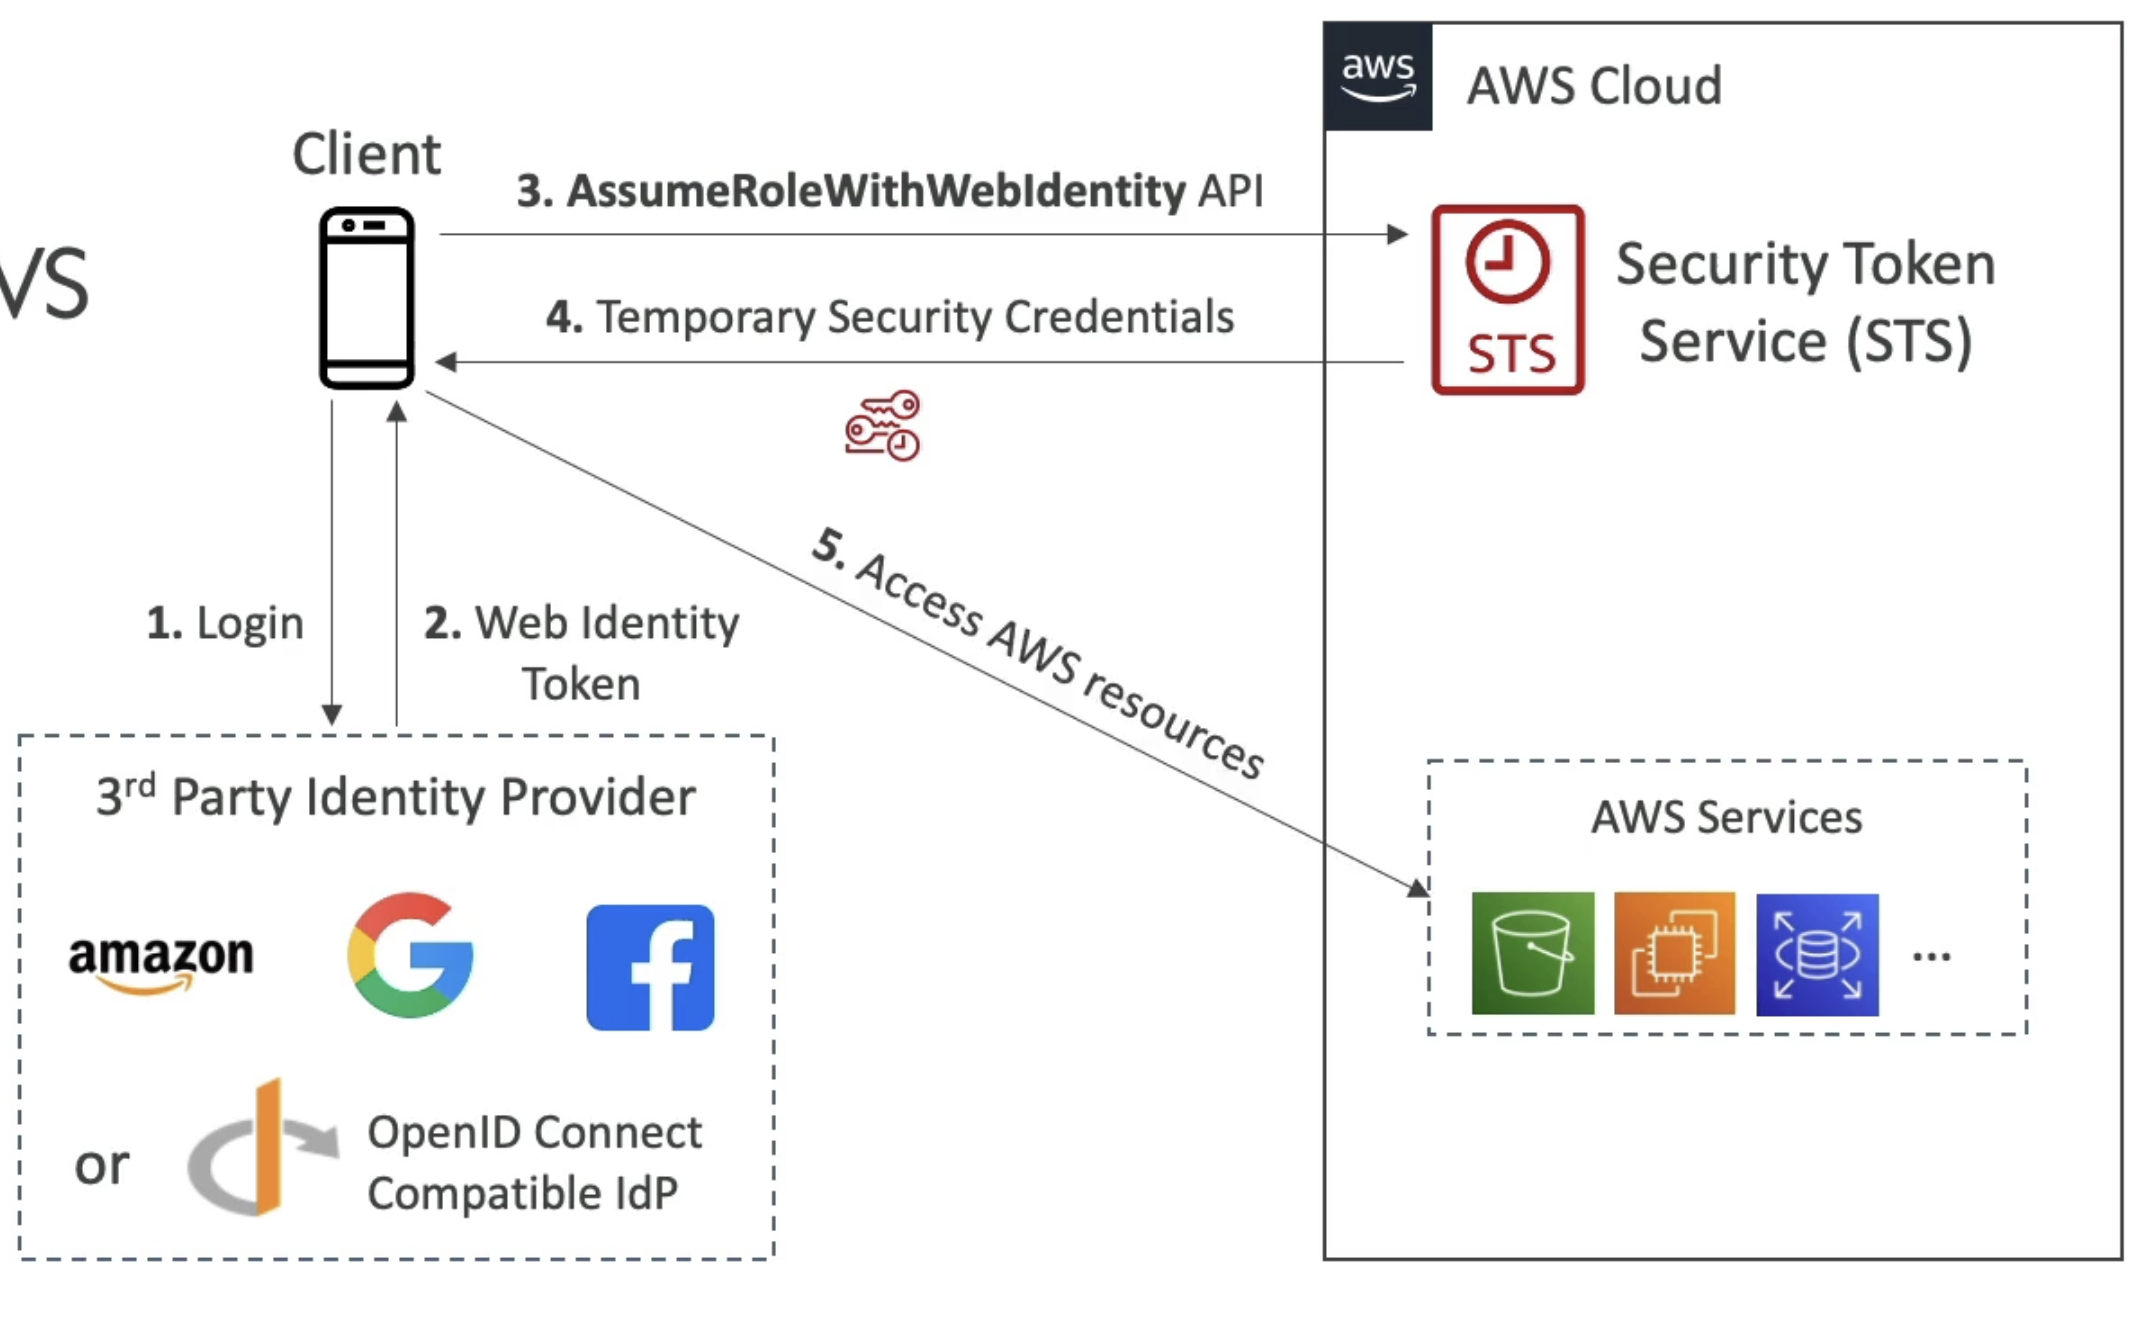 aws
AWS Cloud
Client
3. AssumeRoleWithWebIdentity API
VS
4. Temporary Security Credentials
STS
Security Token
Service (STS)
5. Access AWS resources
1. Login
2. Web Identity
Token
3rd Party Identity Provider
amazon
or
OpenID Connect
Compatible IdP
AWS Services
...